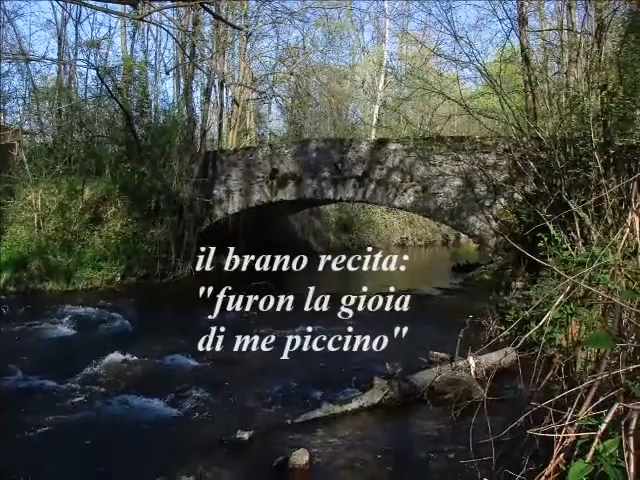 il brano recita:
"furon la gioia
di me piccino"